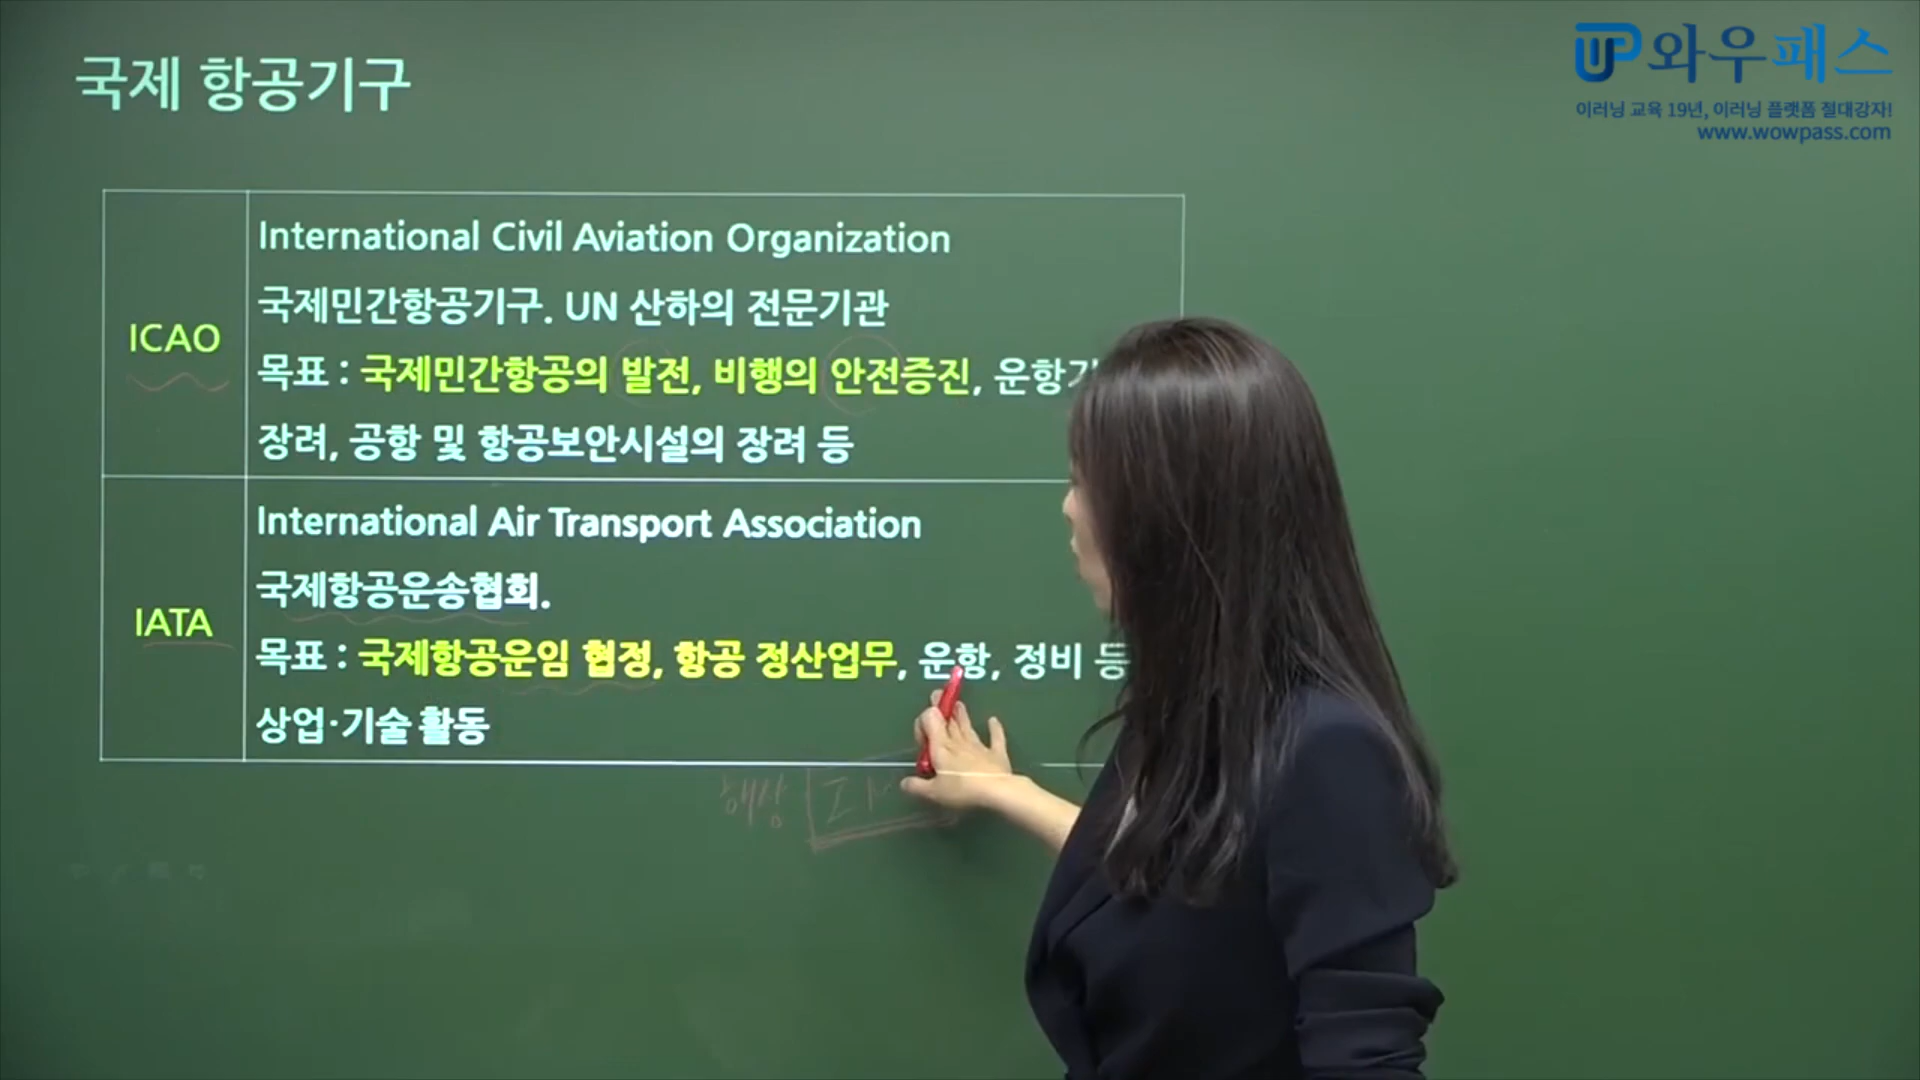 국제 항공기구
와우패스
이러닝 교육 19년, 이러닝 플랫폼 절대강자!
www.wowpass.com
ICAO
International Civil Aviation Organization
국제민간항공기구. UN 산하의 전문기관
목표 : 국제민간항공의 발전, 비행의 안전증진,
장려, 공항 및 항공보안시설의 장려 등
IATA
International Air Transport Association
국제항공운송협회.
목표 : 국제항공운임 협정, 항공 정산업무, 운항, 정비 등
상업·기술 활동
해상